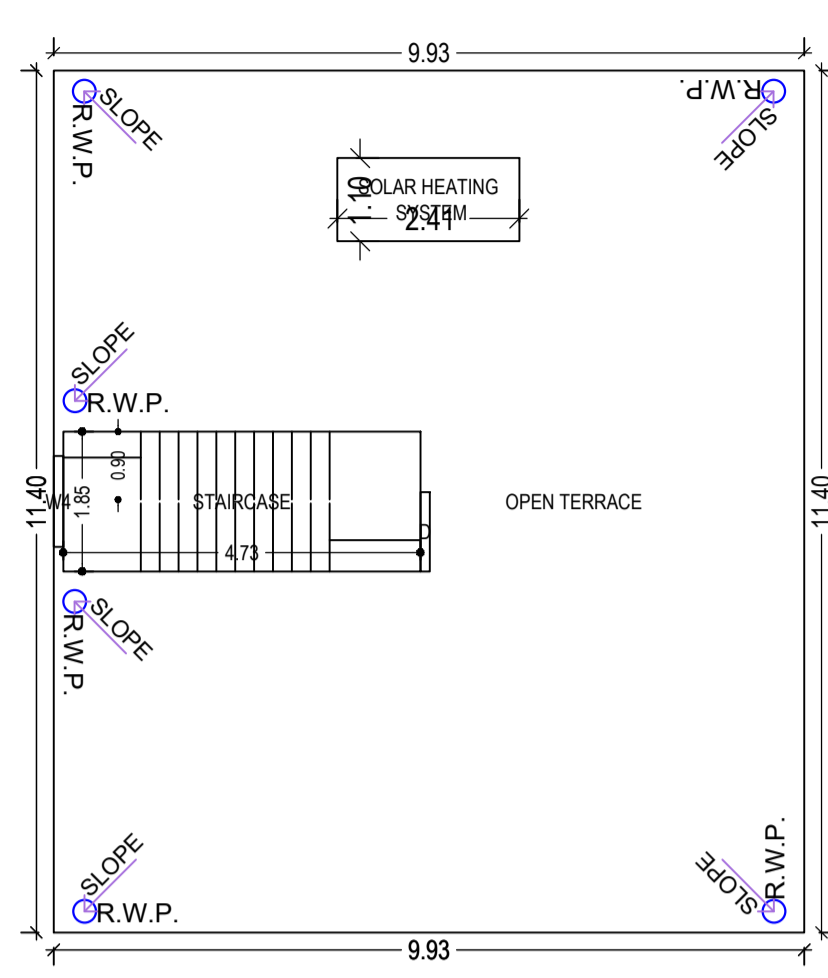 9.93
SLOPE
R.W.P.
R.W.P.
SLOPE
SOLAR HEATING
SYSTEM
1.10
2.41
SLOPE
R.W.P.
11.40
W4
1.85
0.90
STAIRCASE
4.73
D
OPEN TERRACE
11.40
SLOPE
R.W.P.
SLOPE
R.W.P.
SLOPE
R.W.P.
9.93